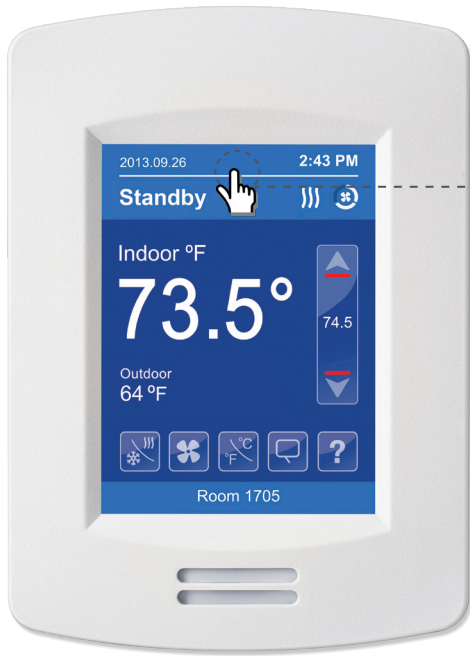 2013.09.26 2:43 PM
Standby
Indoor ºF
73.5°
74.5
Outdoor
64 ºF
°C
°F
?
Room 1705